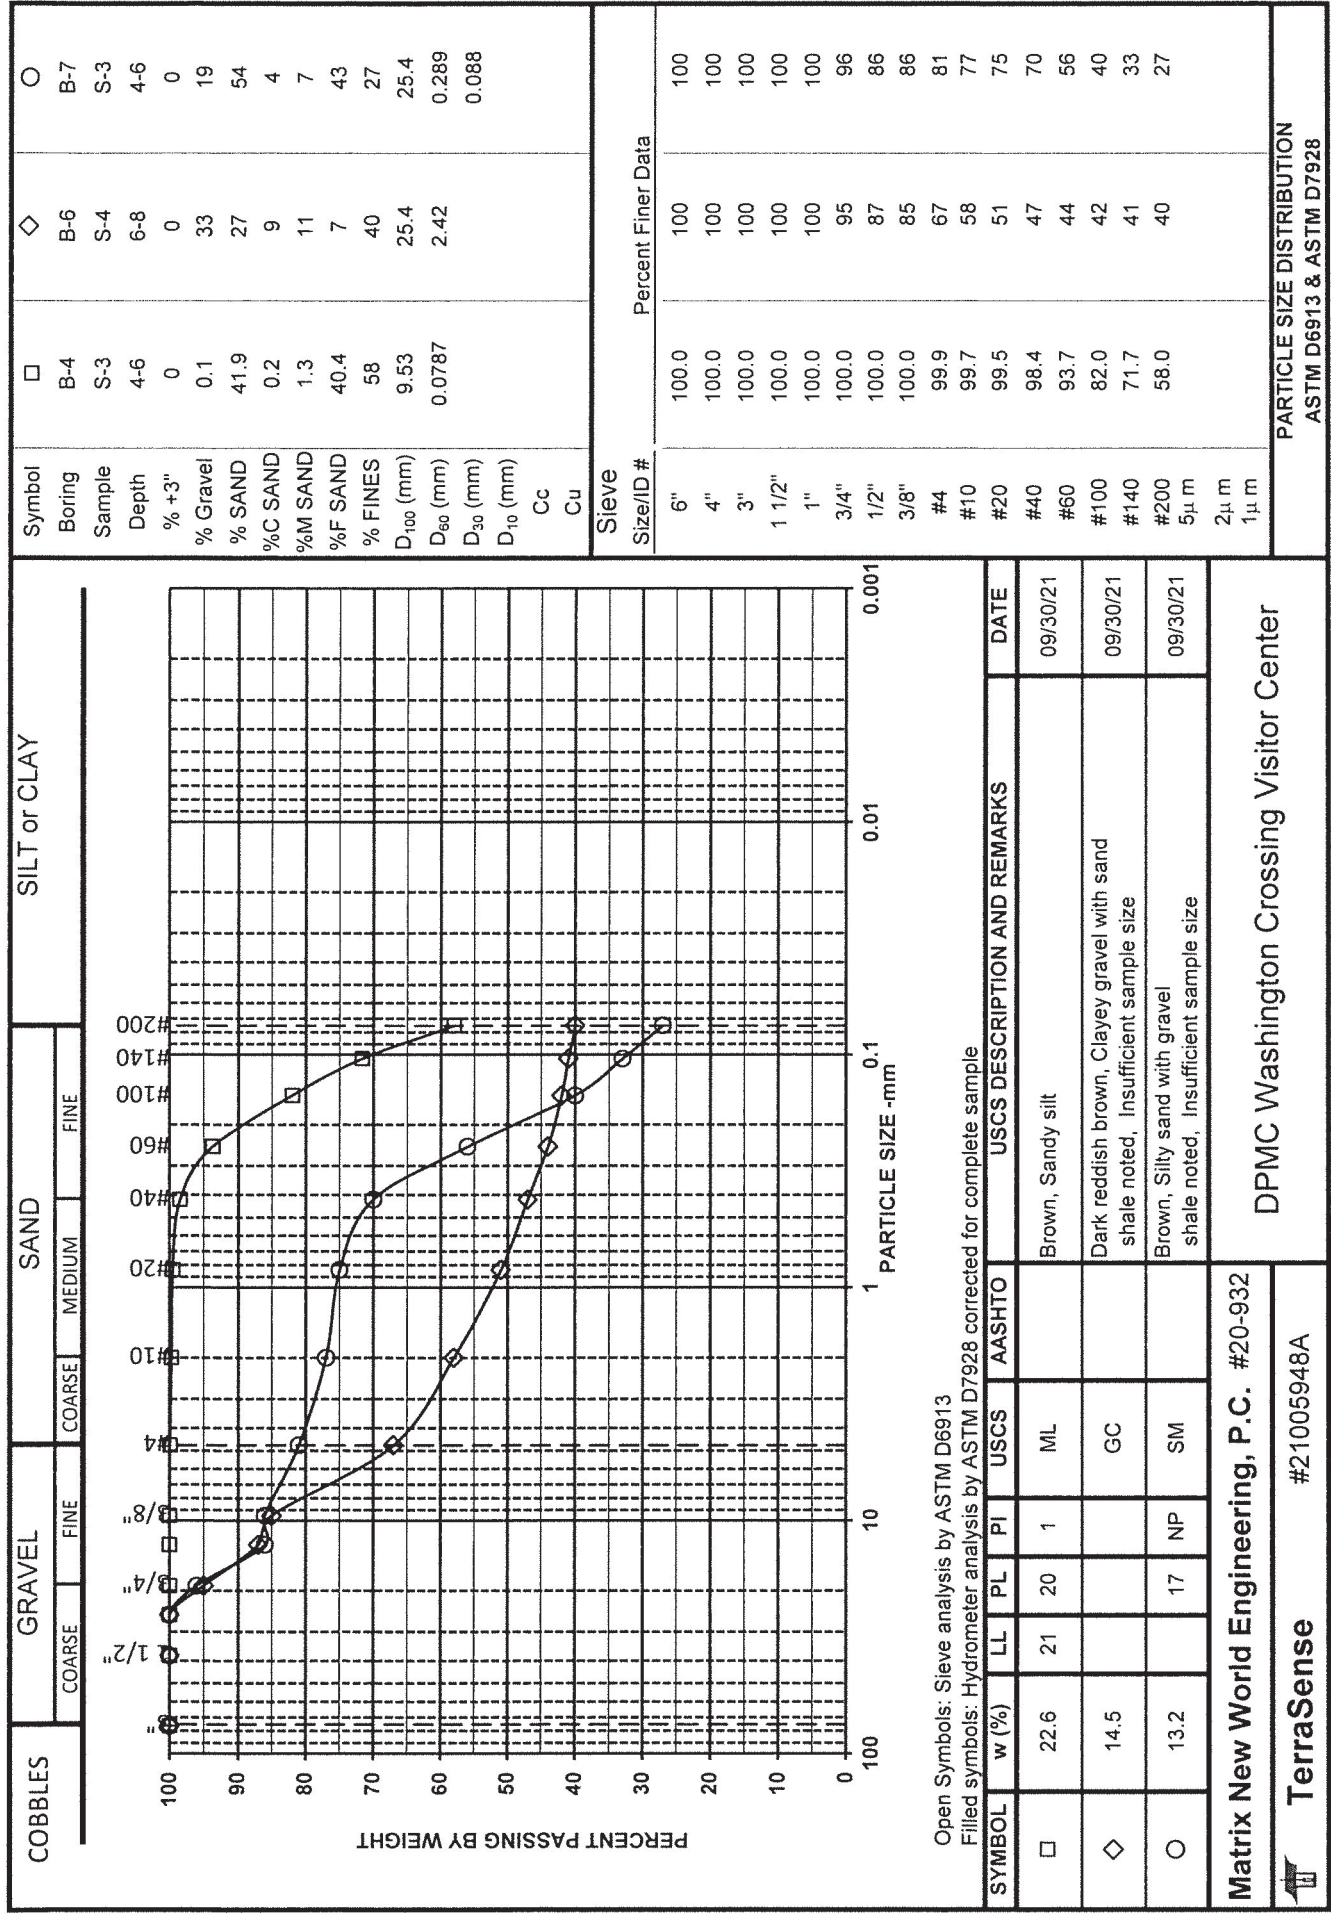 COBBLES GRAVEL SAND SILT or CLAY
COARSE FINE COARSE MEDIUM FINE
1 1/2" 3/4" 3/8" #4 #10 #20 #40 #60 #100 #140 #200
PERCENT PASSING BY WEIGHT
100
90
80
70
60
50
40
30
20
10
0
100 10 1 0.1 0.01 0.001
PARTICLE SIZE -mm
Open Symbols: Sieve analysis by ASTM D6913
Filled symbols: Hydrometer analysis by ASTM D7928 corrected for complete sample
SYMBOL w (%) LL PL PI USCS AASHTO USCS DESCRIPTION AND REMARKS DATE
□ 22.6 21 20 1 ML Brown, Sandy silt 09/30/21
◇ 14.5 GC Dark reddish brown, Clayey gravel with sand 09/30/21
shale noted, Insufficient sample size
○ 13.2 17 NP SM Brown, Silty sand with gravel 09/30/21
shale noted, Insufficient sample size
Matrix New World Engineering, P.C. #20-932
DPMC Washington Crossing Visitor Center
TerraSense #21005948A
Symbol □ ◇ ○
Boring B-4 B-6 B-7
Sample S-3 S-4 S-3
Depth 4-6 6-8 4-6
% +3" 0 0 0
% Gravel 0.1 33 19
% SAND 41.9 27 54
%C SAND 0.2 9 4
%M SAND 1.3 11 7
%F SAND 40.4 7 43
% FINES 58 40 27
D100 (mm) 9.53 25.4 25.4
D60 (mm) 0.0787 2.42 0.289
D30 (mm) 0.088
D10 (mm)
Cc
Cu
Sieve
Size/ID # Percent Finer Data
6" 100.0 100 100
4" 100.0 100 100
3" 100.0 100 100
1 1/2" 100.0 100 100
1" 100.0 100 100
3/4" 100.0 95 96
1/2" 100.0 87 86
3/8" 100.0 85 86
#4 99.9 67 81
#10 99.7 58 77
#20 99.5 51 75
#40 98.4 47 70
#60 93.7 44 56
#100 82.0 42 40
#140 71.7 41 33
#200 58.0 40 27
5µ m
2µ m
1µ m
PARTICLE SIZE DISTRIBUTION
ASTM D6913 & ASTM D7928